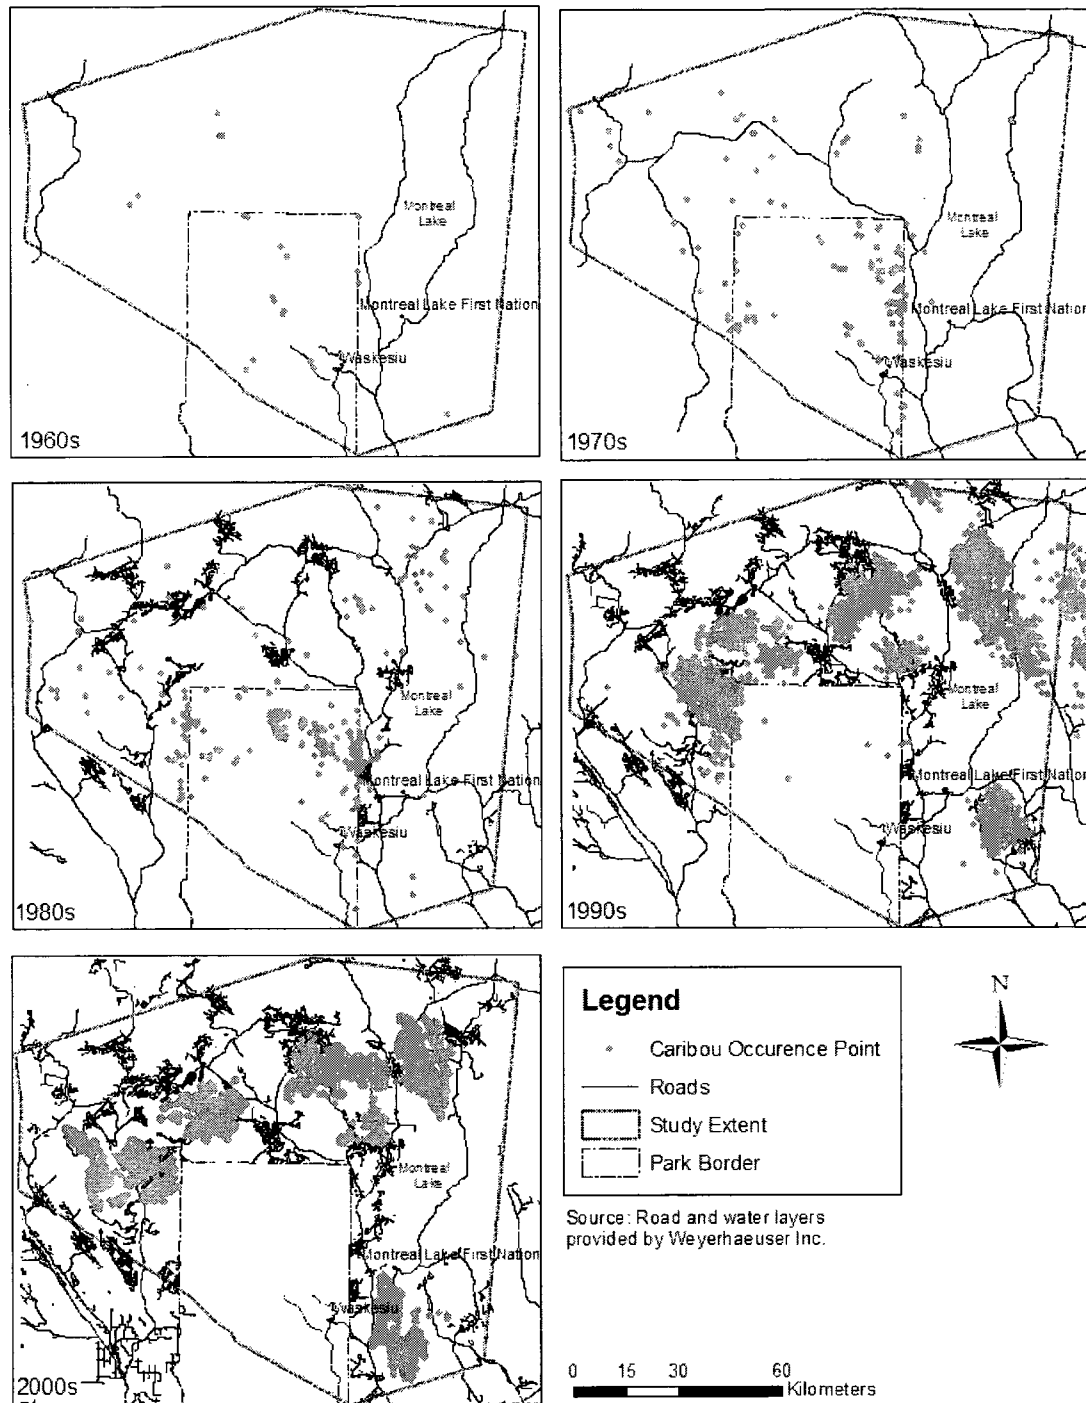 Montreal
Lake
Montreal Lake First Nation
Waskesiu
1960s
Montreal
Lake
Montreal Lake First Nation
Waskesiu
1970s
Montreal
Lake
Montreal Lake First Nation
Waskesiu
1980s
Montreal
Lake
Montreal Lake First Nation
Waskesiu
1990s
Montreal
Lake
Montreal Lake First Nation
Waskesiu
2000s
Legend
Caribou Occurence Point
Roads
Study Extent
Park Border
N
Source: Road and water layers
provided by Weyerhaeuser Inc.
0 15 30 60
Kilometers